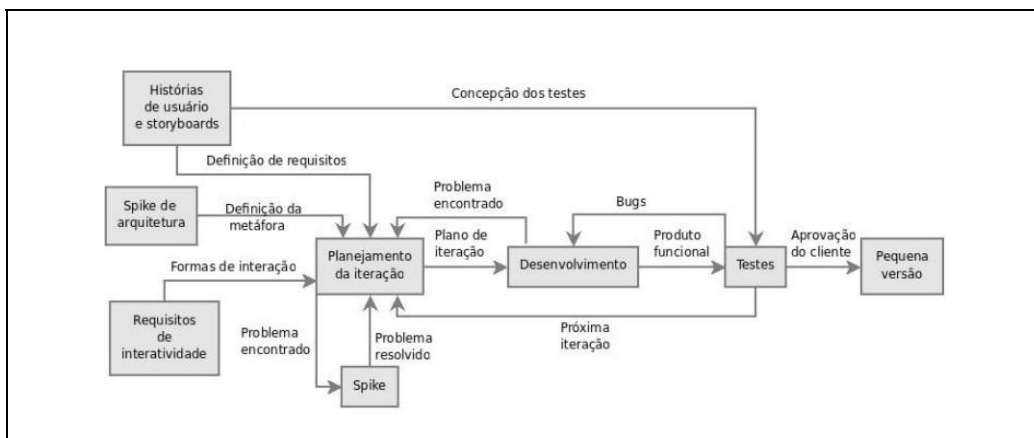 Histórias
de usuário
e storyboards
Concepção dos testes
Definição de requisitos
Spike de
arquitetura
Definição da
metáfora
Problema
encontrado
Bugs
Planejamento
da iteração
Plano de
iteração
Desenvolvimento
Produto
funcional
Testes
Aprovação
do cliente
Pequena
versão
Formas de interação
Requisitos
de
interatividade
Problema
encontrado
Problema
resolvido
Próxima
iteração
Spike